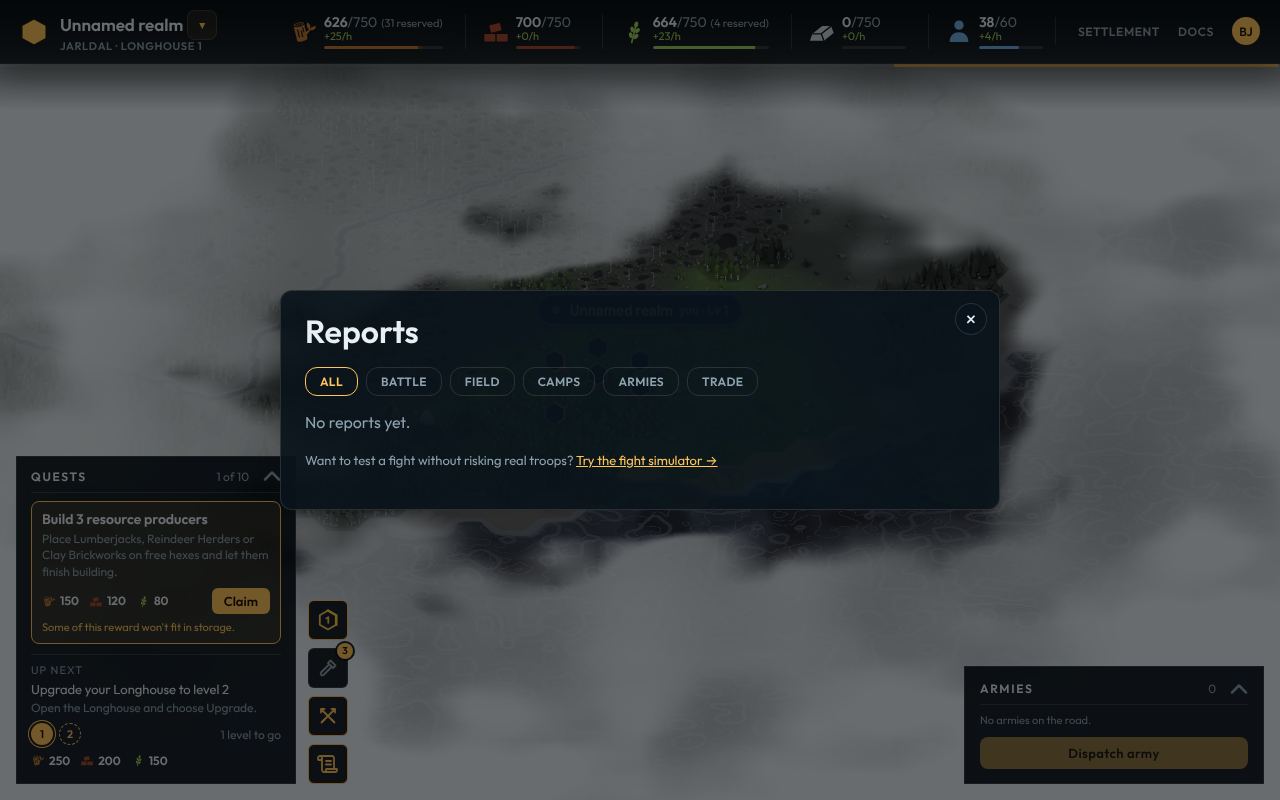 Unnamed realm ▼
JARLDAL · LONGHOUSE 1
626/750 (31 reserved)
+25/h
700/750
+0/h
664/750 (4 reserved)
+23/h
0/750
+0/h
38/60
+4/h
SETTLEMENT
DOCS
BJ
Unnamed realm you · Lv 1
Reports
×
ALL
BATTLE
FIELD
CAMPS
ARMIES
TRADE
No reports yet.
Want to test a fight without risking real troops? Try the fight simulator →
QUESTS
1 of 10
Build 3 resource producers
Place Lumberjacks, Reindeer Herders or
Clay Brickworks on free hexes and let them
finish building.
150 120 80
Claim
Some of this reward won't fit in storage.
UP NEXT
Upgrade your Longhouse to level 2
Open the Longhouse and choose Upgrade.
1 2
1 level to go
250 200 150
1
3
ARMIES
0
No armies on the road.
Dispatch army